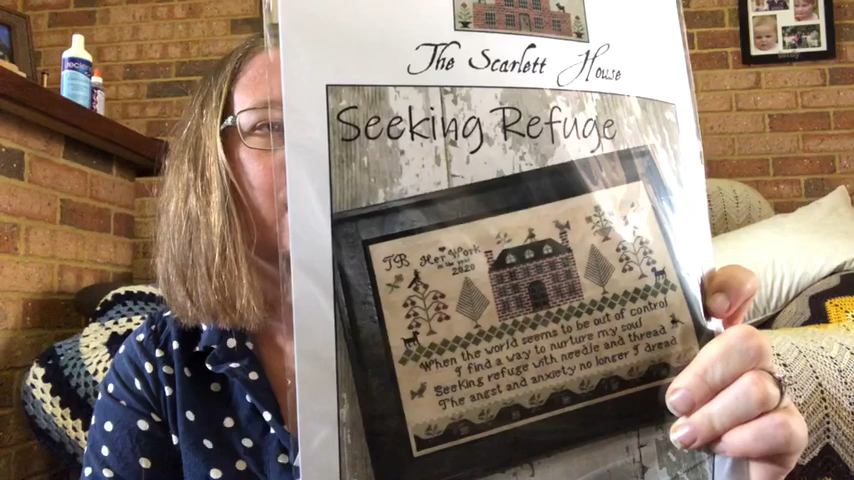 The Scarlett House
Seeking Refuge
TB Her Work
in the year
2020
When the world seems to be out of control
I find a way to nurture my soul
Seeking refuge with needle and thread
The angst and anxiety no longer I dread